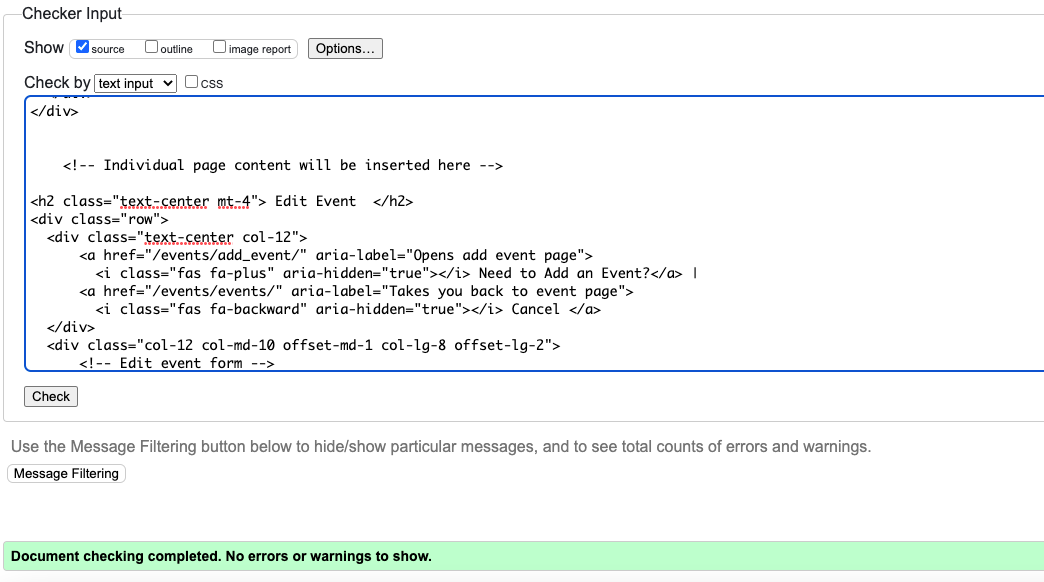 Checker Input
Show source outline image report Options...
Check by text input CSS
</div>
<!-- Individual page content will be inserted here -->
<h2 class="text-center mt-4"> Edit Event  </h2>
<div class="row">
<div class="text-center col-12">
<a href="/events/add_event/" aria-label="Opens add event page">
<i class="fas fa-plus" aria-hidden="true"></i> Need to Add an Event?</a> |
<a href="/events/events/" aria-label="Takes you back to event page">
<i class="fas fa-backward" aria-hidden="true"></i> Cancel </a>
</div>
<div class="col-12 col-md-10 offset-md-1 col-lg-8 offset-lg-2">
<!-- Edit event form -->
Check
Use the Message Filtering button below to hide/show particular messages, and to see total counts of errors and warnings.
Message Filtering
Document checking completed. No errors or warnings to show.